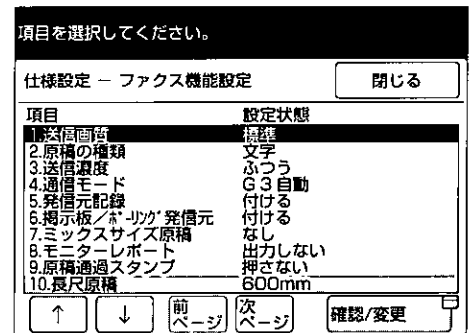 項目を選択してください。
仕様設定 － ファクス機能設定 閉じる
項目 設定状態
1.送信画質 標準
2.原稿の種類 文字
3.送信濃度 ふつう
4.通信モード G3自動
5.発信元記録 付ける
6.掲示板／ﾎﾟｰﾘﾝｸﾞ発信元 付ける
7.ミックスサイズ原稿 なし
8.モニターレポート 出力しない
9.原稿通過スタンプ 押さない
10.長尺原稿 600mm
↑ ↓ 前ページ 次ページ 確認/変更